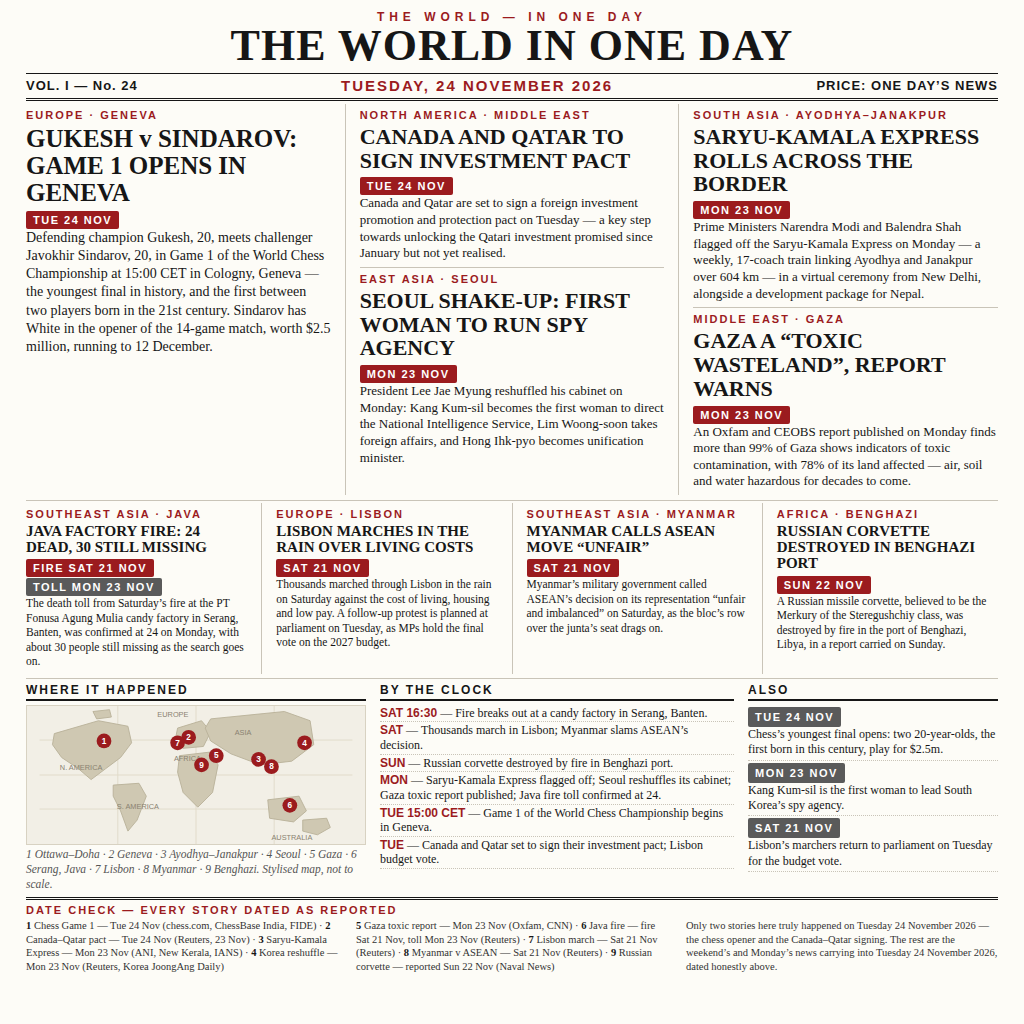 THE WORLD — IN ONE DAY
THE WORLD IN ONE DAY
VOL. I — No. 24
TUESDAY, 24 NOVEMBER 2026
PRICE: ONE DAY'S NEWS
EUROPE · GENEVA
GUKESH v SINDAROV:
GAME 1 OPENS IN
GENEVA
TUE 24 NOV
Defending champion Gukesh, 20, meets challenger
Javokhir Sindarov, 20, in Game 1 of the World Chess
Championship at 15:00 CET in Cologny, Geneva —
the youngest final in history, and the first between
two players born in the 21st century. Sindarov has
White in the opener of the 14-game match, worth $2.5
million, running to 12 December.
NORTH AMERICA · MIDDLE EAST
CANADA AND QATAR TO
SIGN INVESTMENT PACT
TUE 24 NOV
Canada and Qatar are set to sign a foreign investment
promotion and protection pact on Tuesday — a key step
towards unlocking the Qatari investment promised since
January but not yet realised.
EAST ASIA · SEOUL
SEOUL SHAKE-UP: FIRST
WOMAN TO RUN SPY
AGENCY
MON 23 NOV
President Lee Jae Myung reshuffled his cabinet on
Monday: Kang Kum-sil becomes the first woman to direct
the National Intelligence Service, Lim Woong-soon takes
foreign affairs, and Hong Ihk-pyo becomes unification
minister.
SOUTH ASIA · AYODHYA–JANAKPUR
SARYU-KAMALA EXPRESS
ROLLS ACROSS THE
BORDER
MON 23 NOV
Prime Ministers Narendra Modi and Balendra Shah
flagged off the Saryu-Kamala Express on Monday — a
weekly, 17-coach train linking Ayodhya and Janakpur
over 604 km — in a virtual ceremony from New Delhi,
alongside a development package for Nepal.
MIDDLE EAST · GAZA
GAZA A “TOXIC
WASTELAND”, REPORT
WARNS
MON 23 NOV
An Oxfam and CEOBS report published on Monday finds
more than 99% of Gaza shows indicators of toxic
contamination, with 78% of its land affected — air, soil
and water hazardous for decades to come.
SOUTHEAST ASIA · JAVA
JAVA FACTORY FIRE: 24
DEAD, 30 STILL MISSING
FIRE SAT 21 NOV
TOLL MON 23 NOV
The death toll from Saturday’s fire at the PT
Fonusa Agung Mulia candy factory in Serang,
Banten, was confirmed at 24 on Monday, with
about 30 people still missing as the search goes
on.
EUROPE · LISBON
LISBON MARCHES IN THE
RAIN OVER LIVING COSTS
SAT 21 NOV
Thousands marched through Lisbon in the rain
on Saturday against the cost of living, housing
and low pay. A follow-up protest is planned at
parliament on Tuesday, as MPs hold the final
vote on the 2027 budget.
SOUTHEAST ASIA · MYANMAR
MYANMAR CALLS ASEAN
MOVE “UNFAIR”
SAT 21 NOV
Myanmar’s military government called
ASEAN’s decision on its representation “unfair
and imbalanced” on Saturday, as the bloc’s row
over the junta’s seat drags on.
AFRICA · BENGHAZI
RUSSIAN CORVETTE
DESTROYED IN BENGHAZI
PORT
SUN 22 NOV
A Russian missile corvette, believed to be the
Merkury of the Steregushchiy class, was
destroyed by fire in the port of Benghazi,
Libya, in a report carried on Sunday.
WHERE IT HAPPENED
EUROPE
ASIA
N. AMERICA
AFRICA
S. AMERICA
AUSTRALIA
1
2
7
5
9
3
8
4
6
1 Ottawa–Doha · 2 Geneva · 3 Ayodhya–Janakpur · 4 Seoul · 5 Gaza · 6
Serang, Java · 7 Lisbon · 8 Myanmar · 9 Benghazi. Stylised map, not to
scale.
BY THE CLOCK
SAT 16:30 — Fire breaks out at a candy factory in Serang, Banten.
SAT — Thousands march in Lisbon; Myanmar slams ASEAN’s
decision.
SUN — Russian corvette destroyed by fire in Benghazi port.
MON — Saryu-Kamala Express flagged off; Seoul reshuffles its cabinet;
Gaza toxic report published; Java fire toll confirmed at 24.
TUE 15:00 CET — Game 1 of the World Chess Championship begins
in Geneva.
TUE — Canada and Qatar set to sign their investment pact; Lisbon
budget vote.
ALSO
TUE 24 NOV
Chess’s youngest final opens: two 20-year-olds, the
first born in this century, play for $2.5m.
MON 23 NOV
Kang Kum-sil is the first woman to lead South
Korea’s spy agency.
SAT 21 NOV
Lisbon’s marchers return to parliament on Tuesday
for the budget vote.
DATE CHECK — EVERY STORY DATED AS REPORTED
1 Chess Game 1 — Tue 24 Nov (chess.com, ChessBase India, FIDE) · 2
Canada–Qatar pact — Tue 24 Nov (Reuters, 23 Nov) · 3 Saryu-Kamala
Express — Mon 23 Nov (ANI, New Kerala, IANS) · 4 Korea reshuffle —
Mon 23 Nov (Reuters, Korea JoongAng Daily)
5 Gaza toxic report — Mon 23 Nov (Oxfam, CNN) · 6 Java fire — fire
Sat 21 Nov, toll Mon 23 Nov (Reuters) · 7 Lisbon march — Sat 21 Nov
(Reuters) · 8 Myanmar v ASEAN — Sat 21 Nov (Reuters) · 9 Russian
corvette — reported Sun 22 Nov (Naval News)
Only two stories here truly happened on Tuesday 24 November 2026 —
the chess opener and the Canada–Qatar signing. The rest are the
weekend’s and Monday’s news carrying into Tuesday 24 November 2026,
dated honestly above.